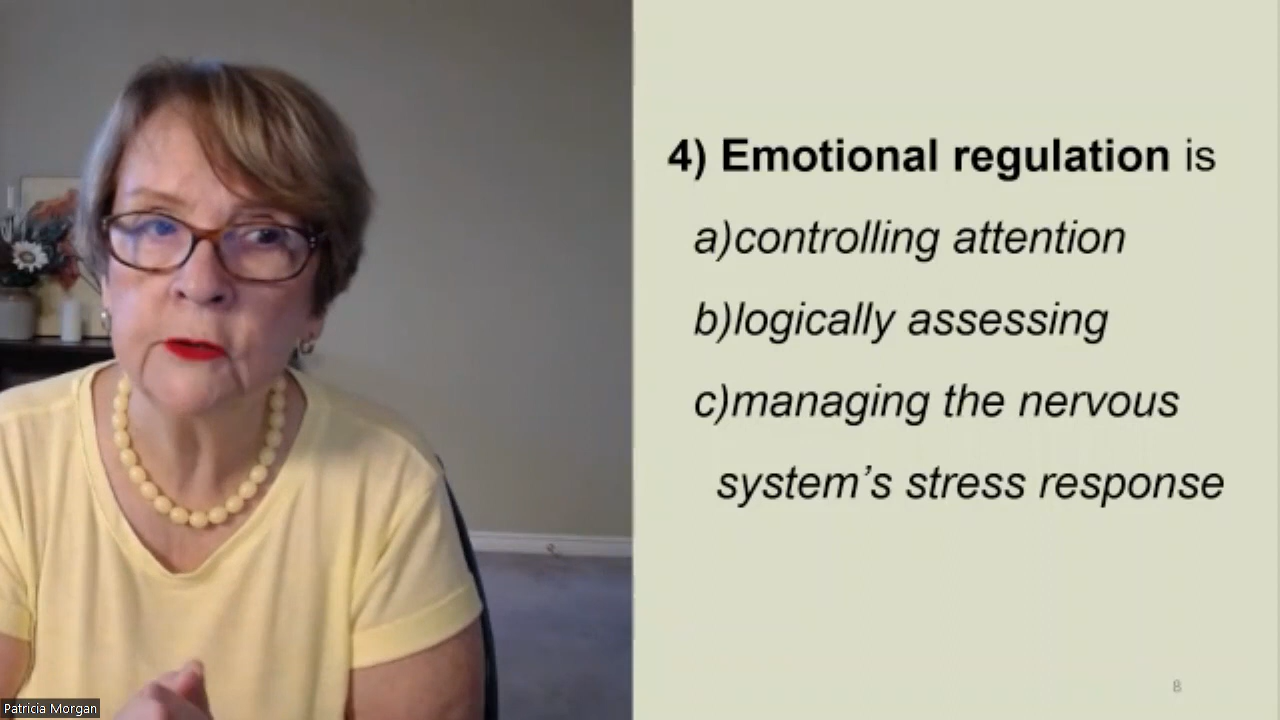 4) Emotional regulation is
a)controlling attention
b)logically assessing
c)managing the nervous
system’s stress response
8
Patricia Morgan